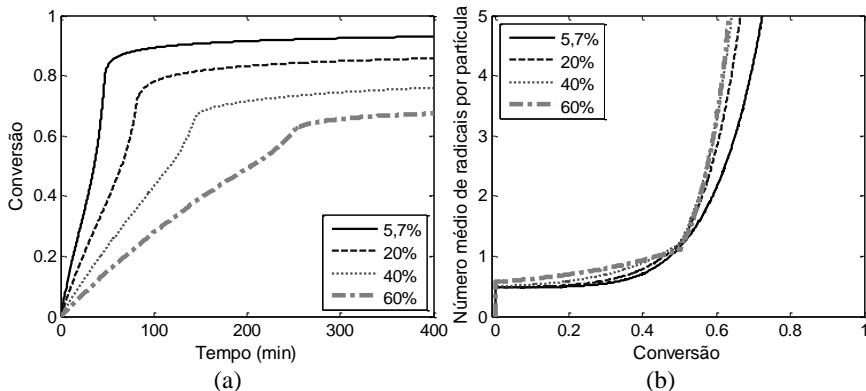 1
0.8
0.6
0.4
0.2
0
Conversão
0 100 200 300 400
Tempo (min)
5,7%
20%
40%
60%
(a)
5
4
3
2
1
0
Número médio de radicais por partícula
0 0.2 0.4 0.6 0.8 1
Conversão
5,7%
20%
40%
60%
(b)